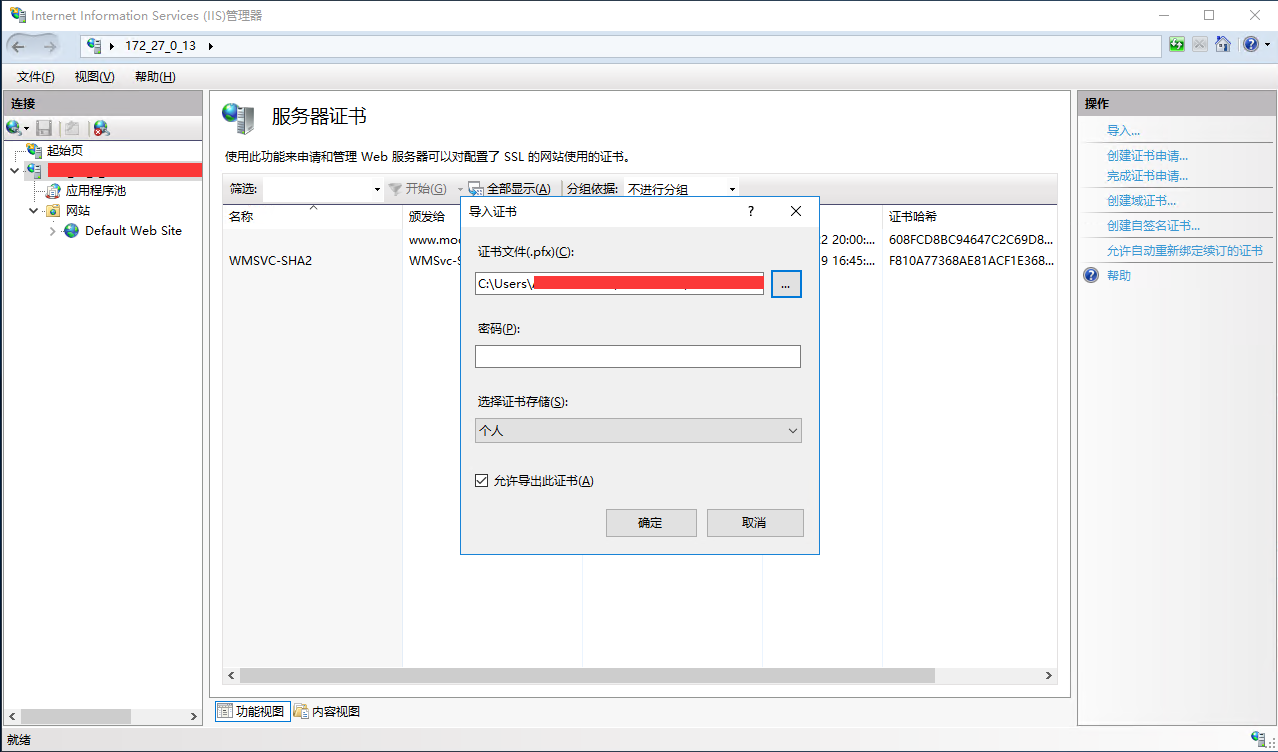 Internet Information Services (IIS)管理器
172_27_0_13
文件(F) 视图(V) 帮助(H)
连接
起始页
应用程序池
网站
Default Web Site
服务器证书
使用此功能来申请和管理 Web 服务器可以对配置了 SSL 的网站使用的证书。
筛选: 开始(G) 全部显示(A) 分组依据: 不进行分组
名称 颁发给 证书哈希
2 20:00:... 608FCD8BC94647C2C69D8...
WMSVC-SHA2 9 16:45:... F810A77368AE81ACF1E368...
导入证书
?
证书文件(.pfx)(C):
C:\Users\
...
密码(P):
选择证书存储(S):
个人
允许导出此证书(A)
确定 取消
功能视图 内容视图
操作
导入...
创建证书申请...
完成证书申请...
创建域证书...
创建自签名证书...
允许自动重新绑定续订的证书
帮助
就绪